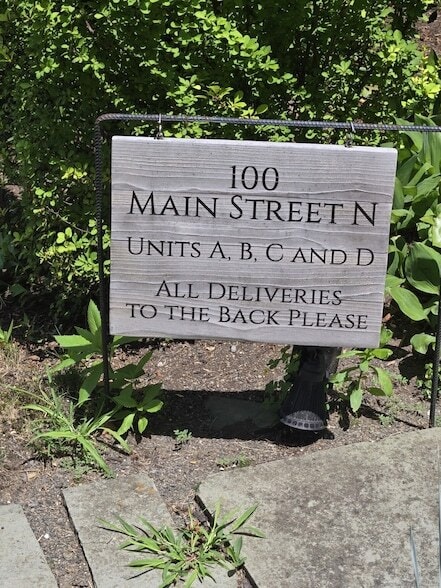 100
Main Street N
Units A, B, C and D
All Deliveries
to the Back Please